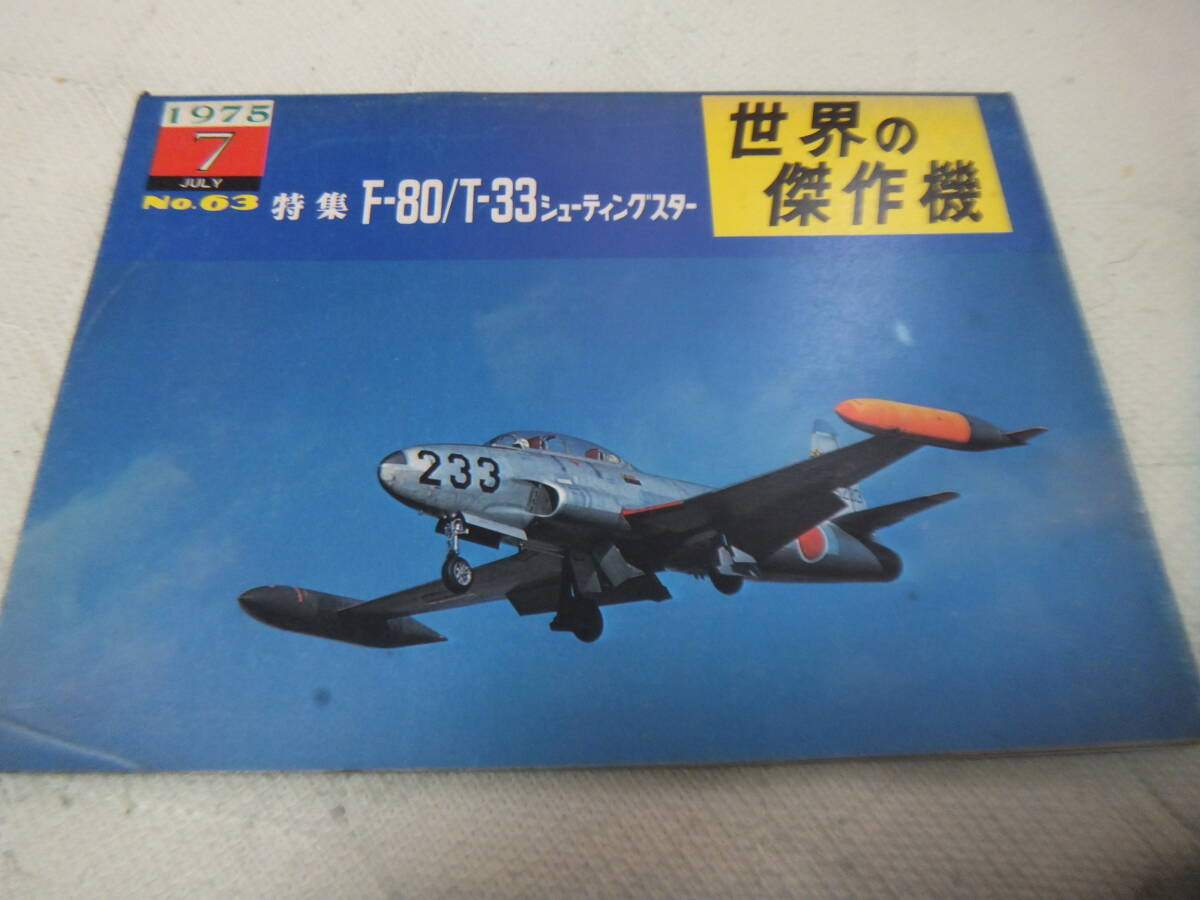 1975
7
JULY
No.63
特集 F-80/T-33 シューティングスター
世界の
傑作機
233